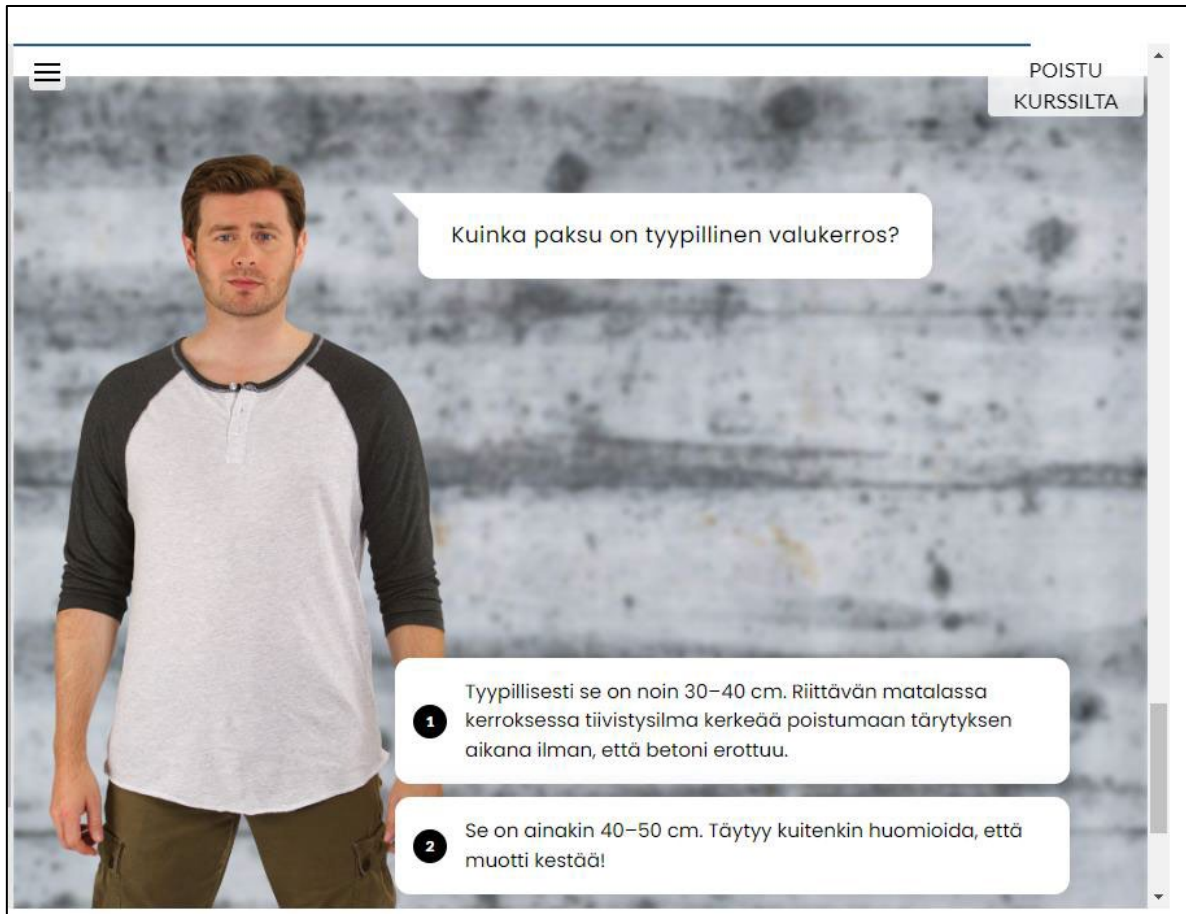 POISTU
KURSSILTA
Kuinka paksu on tyypillinen valukerros?
1
Tyypillisesti se on noin 30–40 cm. Riittävän matalassa
kerroksessa tiivistysilma kerkeää poistumaan tärytyksen
aikana ilman, että betoni erottuu.
2
Se on ainakin 40–50 cm. Täytyy kuitenkin huomioida, että
muotti kestää!